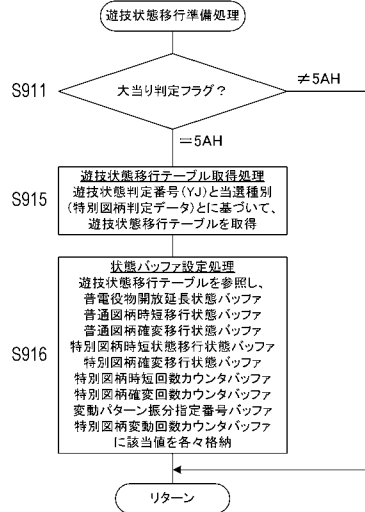 遊技状態移行準備処理
S911
大当り判定フラグ?
≠5AH
=5AH
S915
遊技状態移行テーブル取得処理
遊技状態判定番号(YJ)と当選種別
(特別図柄判定データ)とに基づいて、
遊技状態移行テーブルを取得
S916
状態バッファ設定処理
遊技状態移行テーブルを参照し、
普電役物開放延長状態バッファ
普通図柄時短移行状態バッファ
普通図柄確変移行状態バッファ
特別図柄時短状態移行状態バッファ
特別図柄確変移行状態バッファ
特別図柄時短回数カウンタバッファ
特別図柄確変回数カウンタバッファ
変動パターン振分指定番号バッファ
特別図柄変動回数カウンタバッファ
に該当値を各々格納
リターン